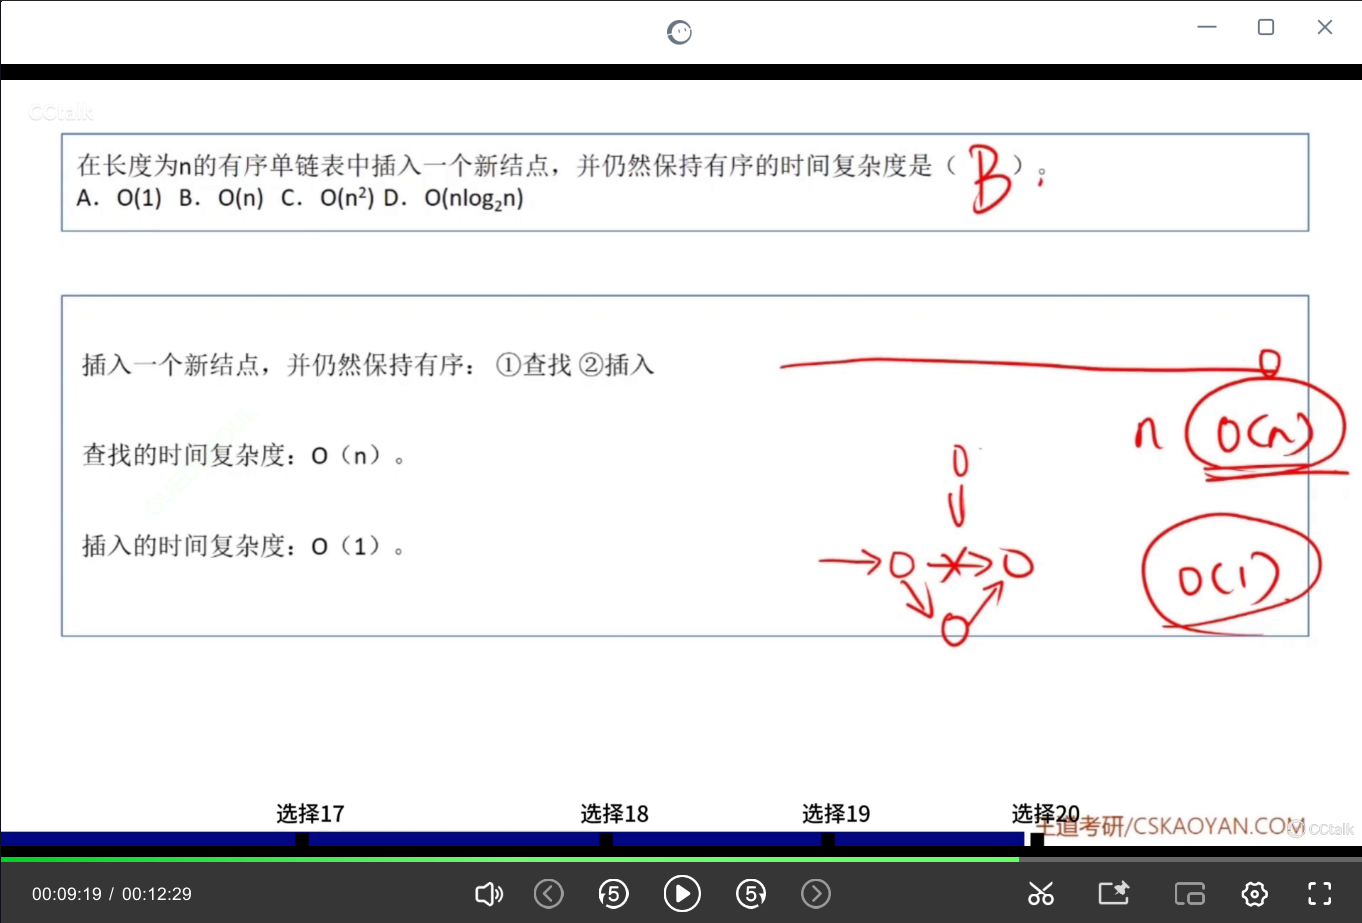 CCtalk
在长度为n的有序单链表中插入一个新结点，并仍然保持有序的时间复杂度是（ B ）。
A． O(1) B． O(n) C． O(n²) D． O(nlog₂n)
插入一个新结点，并仍然保持有序： ①查找 ②插入
n O(n)
查找的时间复杂度：O（n）。
插入的时间复杂度：O（1）。
O(1)
选择17 选择18 选择19 选择20
王道考研/CSKAOYAN.COM
CCtalk
00:09:19 / 00:12:29
5 5